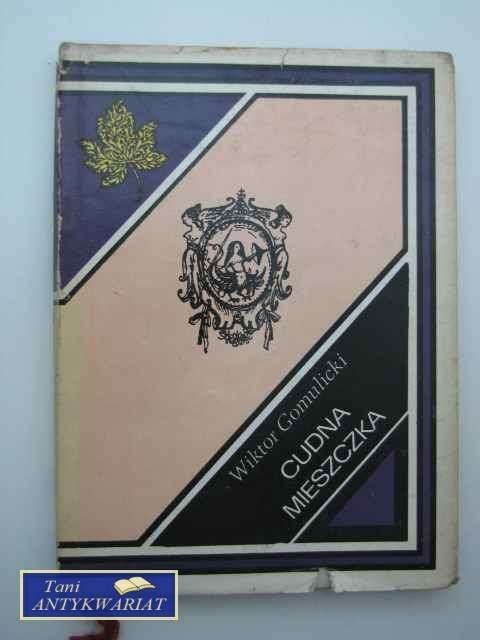 Wiktor Gomulicki
CUDNA
MIESZCZKA
Tani
ANTYKWARIAT